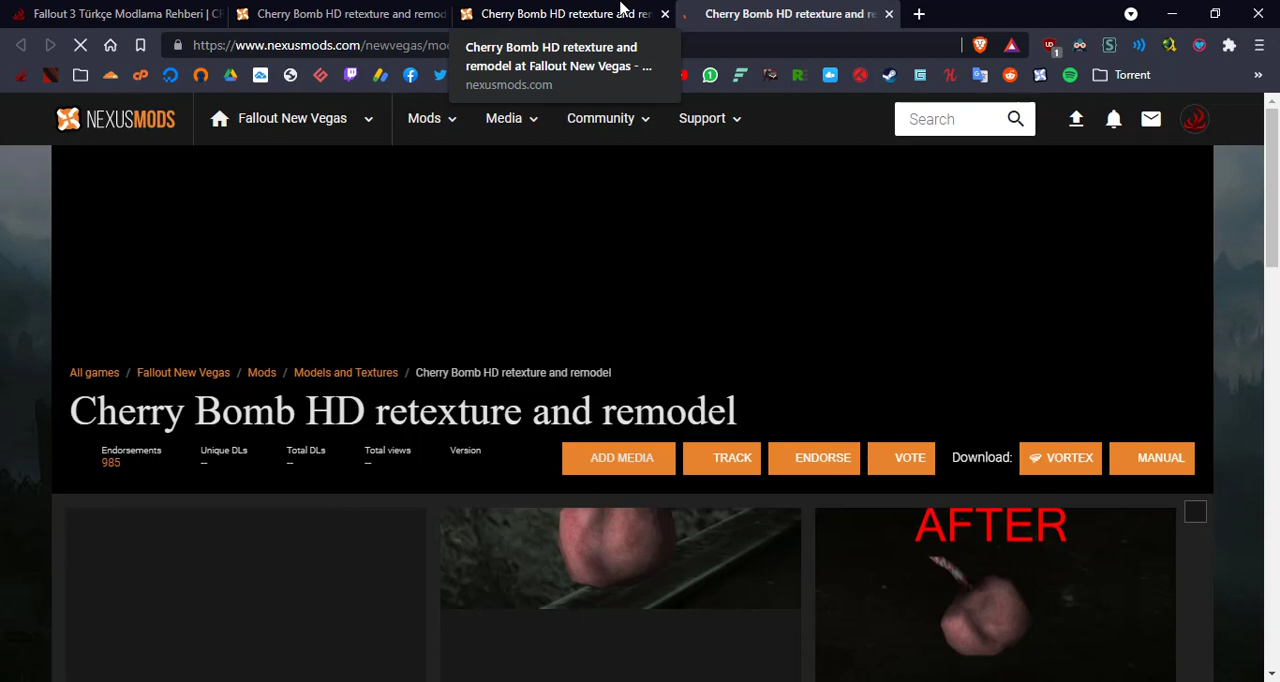 Fallout 3 Türkçe Modlama Rehberi | Cl
Cherry Bomb HD retexture and remod
Cherry Bomb HD retexture and re
Cherry Bomb HD retexture and re
https://www.nexusmods.com/newvegas/mo
Cherry Bomb HD retexture and
remodel at Fallout New Vegas - ...
nexusmods.com
1
Torrent
NEXUSMODS
Fallout New Vegas
Mods
Media
Community
Support
Search
All games / Fallout New Vegas / Mods / Models and Textures / Cherry Bomb HD retexture and remodel
Cherry Bomb HD retexture and remodel
Endorsements
985
Unique DLs
--
Total DLs
--
Total views
--
Version
ADD MEDIA
TRACK
ENDORSE
VOTE
Download:
VORTEX
MANUAL
AFTER